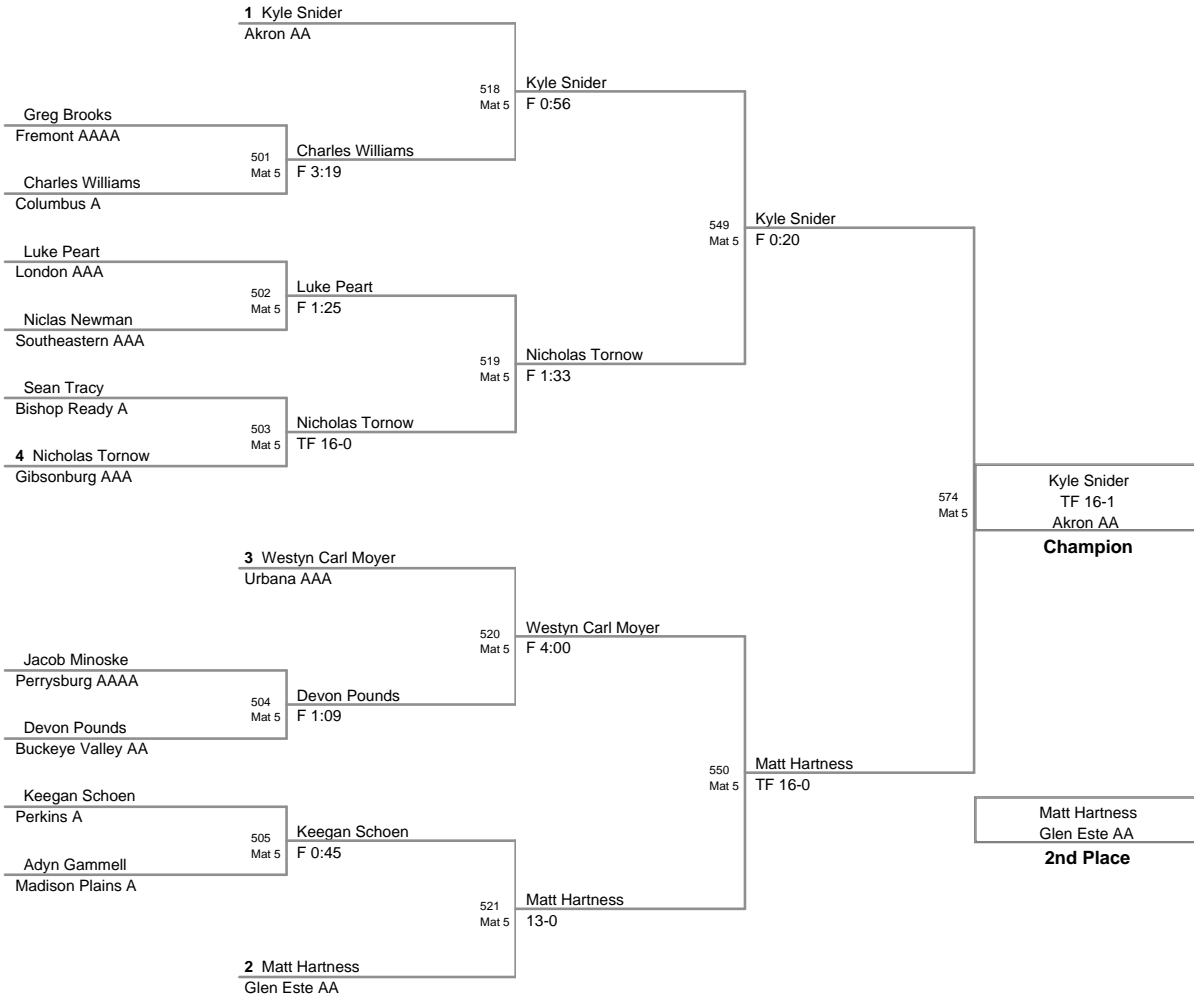 1 Kyle Snider
Akron AA
518
Mat 5
Kyle Snider
F 0:56
Greg Brooks
Fremont AAAA
501
Mat 5
Charles Williams
F 3:19
Charles Williams
Columbus A
549
Mat 5
Kyle Snider
F 0:20
Luke Peart
London AAA
502
Mat 5
Luke Peart
F 1:25
Niclas Newman
Southeastern AAA
519
Mat 5
Nicholas Tornow
F 1:33
Sean Tracy
Bishop Ready A
503
Mat 5
Nicholas Tornow
TF 16-0
4 Nicholas Tornow
Gibsonburg AAA
574
Mat 5
Kyle Snider
TF 16-1
Akron AA
Champion
3 Westyn Carl Moyer
Urbana AAA
520
Mat 5
Westyn Carl Moyer
F 4:00
Jacob Minoske
Perrysburg AAAA
504
Mat 5
Devon Pounds
F 1:09
Devon Pounds
Buckeye Valley AA
550
Mat 5
Matt Hartness
TF 16-0
Keegan Schoen
Perkins A
505
Mat 5
Keegan Schoen
F 0:45
Adyn Gammell
Madison Plains A
Matt Hartness
Glen Este AA
2nd Place
521
Mat 5
Matt Hartness
13-0
2 Matt Hartness
Glen Este AA